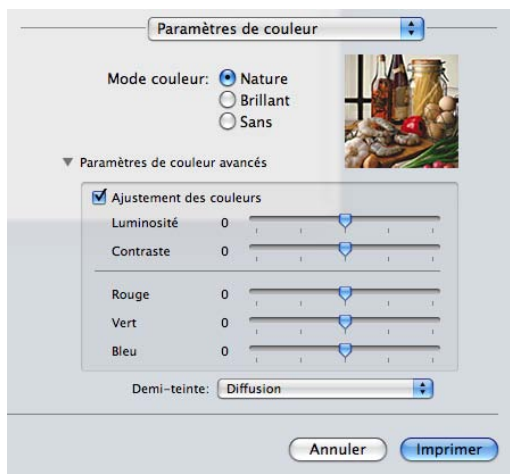 Paramètres de couleur
Mode couleur: Nature
Brillant
Sans
Paramètres de couleur avancés
Ajustement des couleurs
Luminosité 0
Contraste 0
Rouge 0
Vert 0
Bleu 0
Demi-teinte: Diffusion
Annuler Imprimer